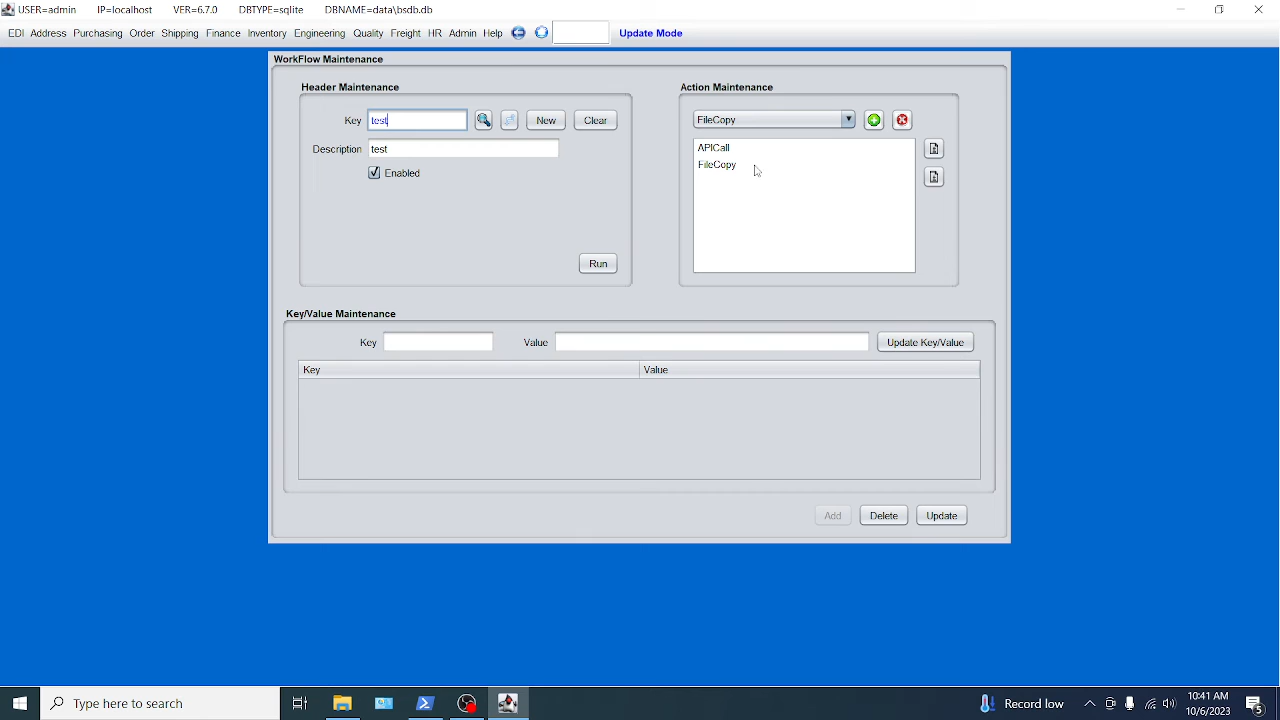 USER=admin IP=localhost VER=6.7.0 DBTYPE=sqlite DBNAME=data\bsdb.db
EDI Address Purchasing Order Shipping Finance Inventory Engineering Quality Freight HR Admin Help Update Mode
WorkFlow Maintenance
Header Maintenance
Key test New Clear
Description test
Enabled
Run
Action Maintenance
FileCopy
APICall
FileCopy
Key/Value Maintenance
Key Value Update Key/Value
Key Value
Add Delete Update
Type here to search
Record low
10:41 AM
10/6/2023